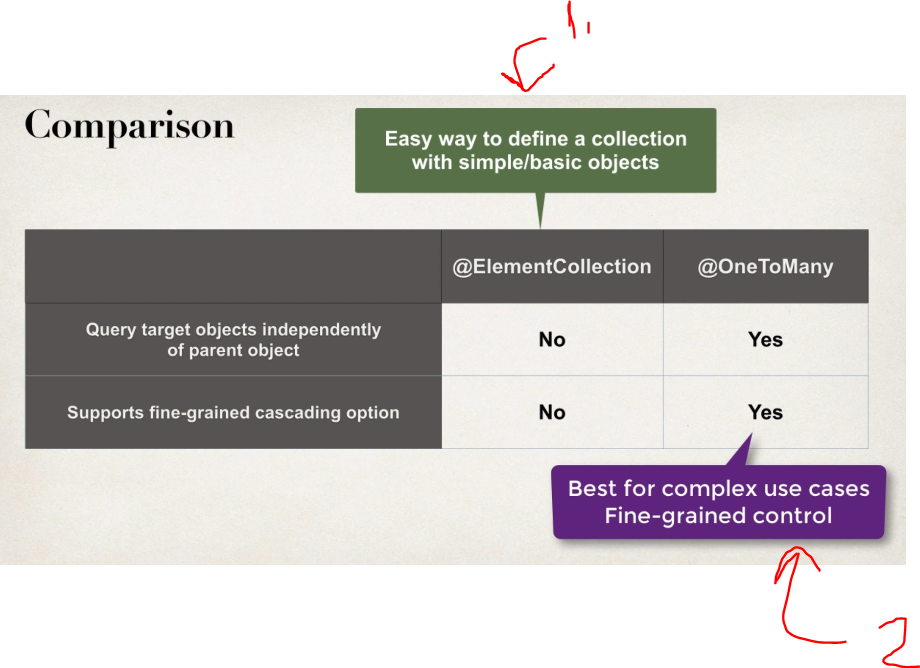 1.
Comparison
Easy way to define a collection
with simple/basic objects
@ElementCollection
@OneToMany
Query target objects independently
of parent object
No
Yes
Supports fine-grained cascading option
No
Yes
Best for complex use cases
Fine-grained control
2